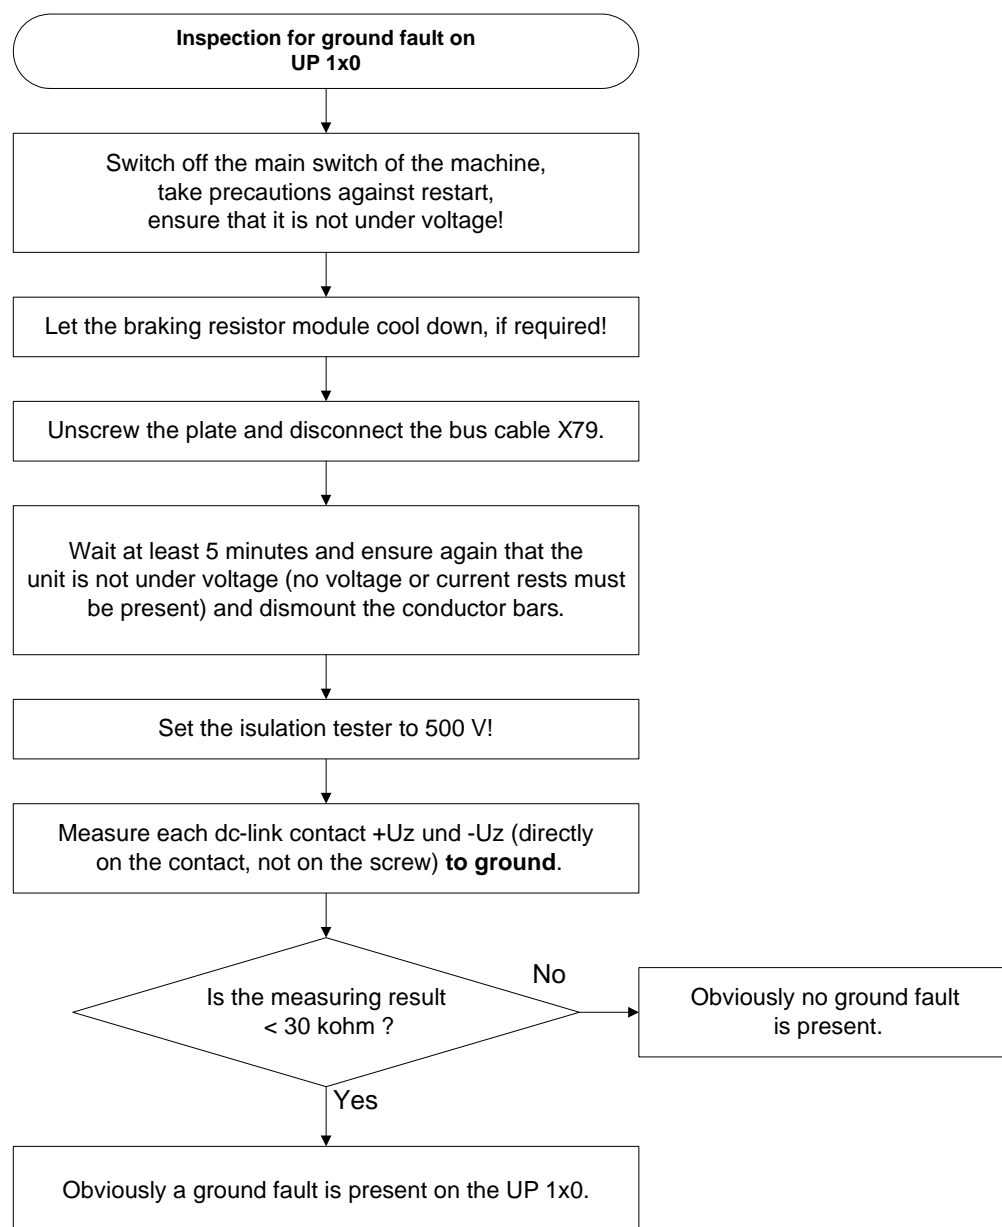 Inspection for ground fault on
UP 1x0
Switch off the main switch of the machine,
take precautions against restart,
ensure that it is not under voltage!
Let the braking resistor module cool down, if required!
Unscrew the plate and disconnect the bus cable X79.
Wait at least 5 minutes and ensure again that the
unit is not under voltage (no voltage or current rests must
be present) and dismount the conductor bars.
Set the isulation tester to 500 V!
Measure each dc-link contact +Uz und -Uz (directly
on the contact, not on the screw) to ground.
Is the measuring result
< 30 kohm ?
No
Obviously no ground fault
is present.
Yes
Obviously a ground fault is present on the UP 1x0.